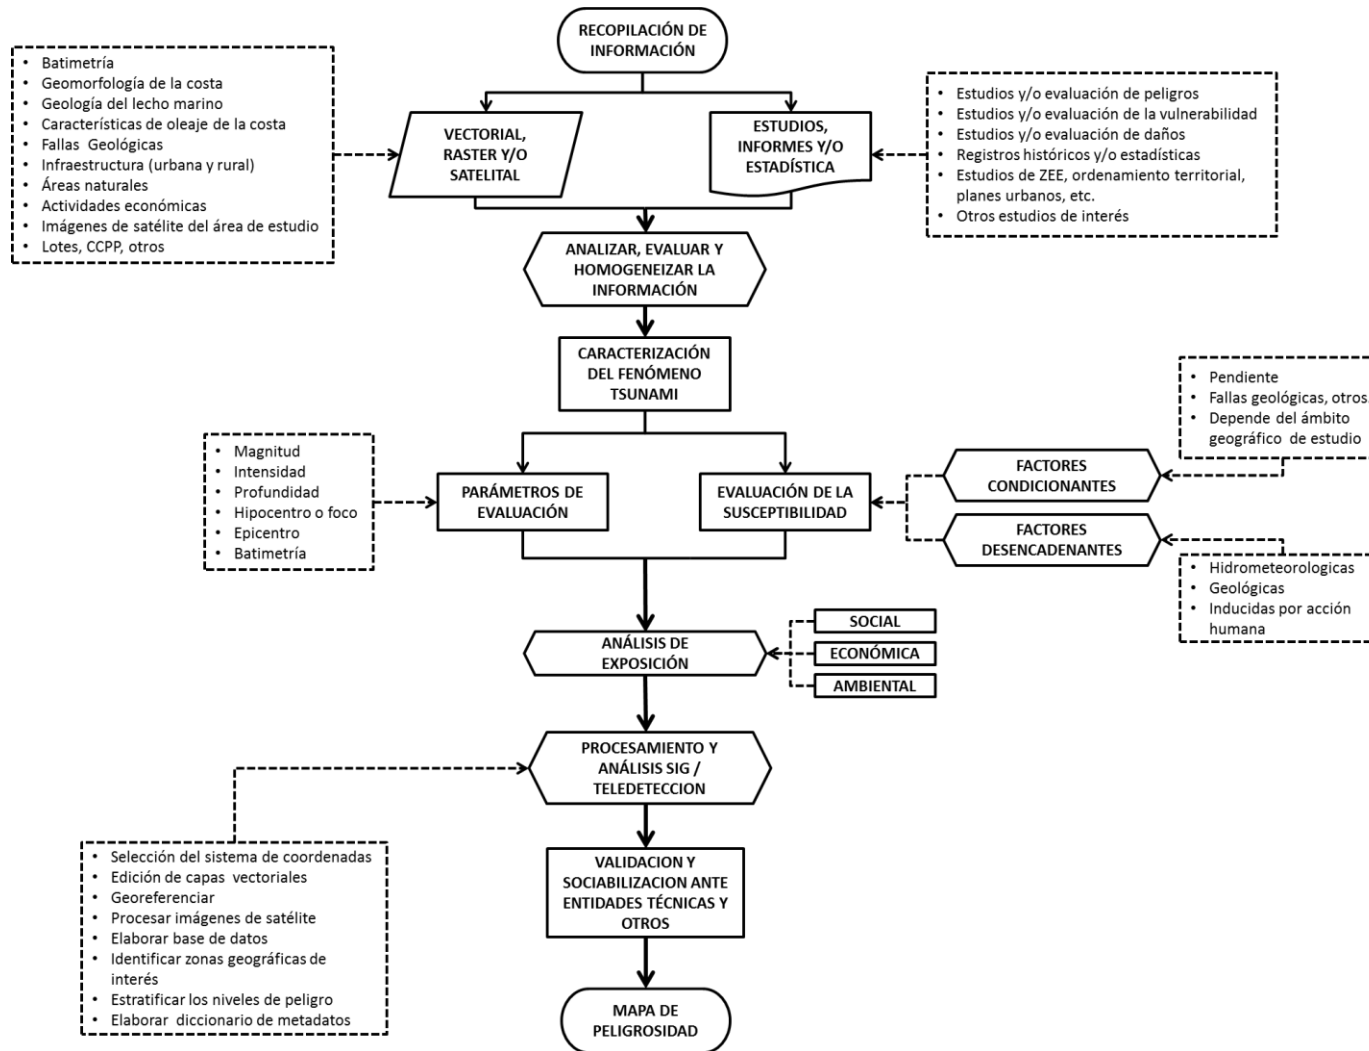 RECOPILACIÓN DE
INFORMACIÓN
• Batimetría
• Geomorfología de la costa
• Geología del lecho marino
• Características de oleaje de la costa
• Fallas Geológicas
• Infraestructura (urbana y rural)
• Áreas naturales
• Actividades económicas
• Imágenes de satélite del área de estudio
• Lotes, CCPP, otros
VECTORIAL,
RASTER Y/O
SATELITAL
ESTUDIOS,
INFORMES Y/O
ESTADÍSTICA
• Estudios y/o evaluación de peligros
• Estudios y/o evaluación de la vulnerabilidad
• Estudios y/o evaluación de daños
• Registros históricos y/o estadísticas
• Estudios de ZEE, ordenamiento territorial,
planes urbanos, etc.
• Otros estudios de interés
ANALIZAR, EVALUAR Y
HOMOGENEIZAR LA
INFORMACIÓN
CARACTERIZACIÓN
DEL FENÓMENO
TSUNAMI
• Magnitud
• Intensidad
• Profundidad
• Hipocentro o foco
• Epicentro
• Batimetría
PARÁMETROS DE
EVALUACIÓN
EVALUACIÓN DE LA
SUSCEPTIBILIDAD
FACTORES
CONDICIONANTES
• Pendiente
• Fallas geológicas, otros.
• Depende del ámbito
geográfico de estudio
FACTORES
DESENCADENANTES
• Hidrometeorologicas
• Geológicas
• Inducidas por acción
humana
ANÁLISIS DE
EXPOSICIÓN
SOCIAL
ECONÓMICA
AMBIENTAL
PROCESAMIENTO Y
ANÁLISIS SIG /
TELEDETECCION
• Selección del sistema de coordenadas
• Edición de capas vectoriales
• Georeferenciar
• Procesar imágenes de satélite
• Elaborar base de datos
• Identificar zonas geográficas de
interés
• Estratificar los niveles de peligro
• Elaborar diccionario de metadatos
VALIDACION Y
SOCIABILIZACION ANTE
ENTIDADES TÉCNICAS Y
OTROS
MAPA DE
PELIGROSIDAD